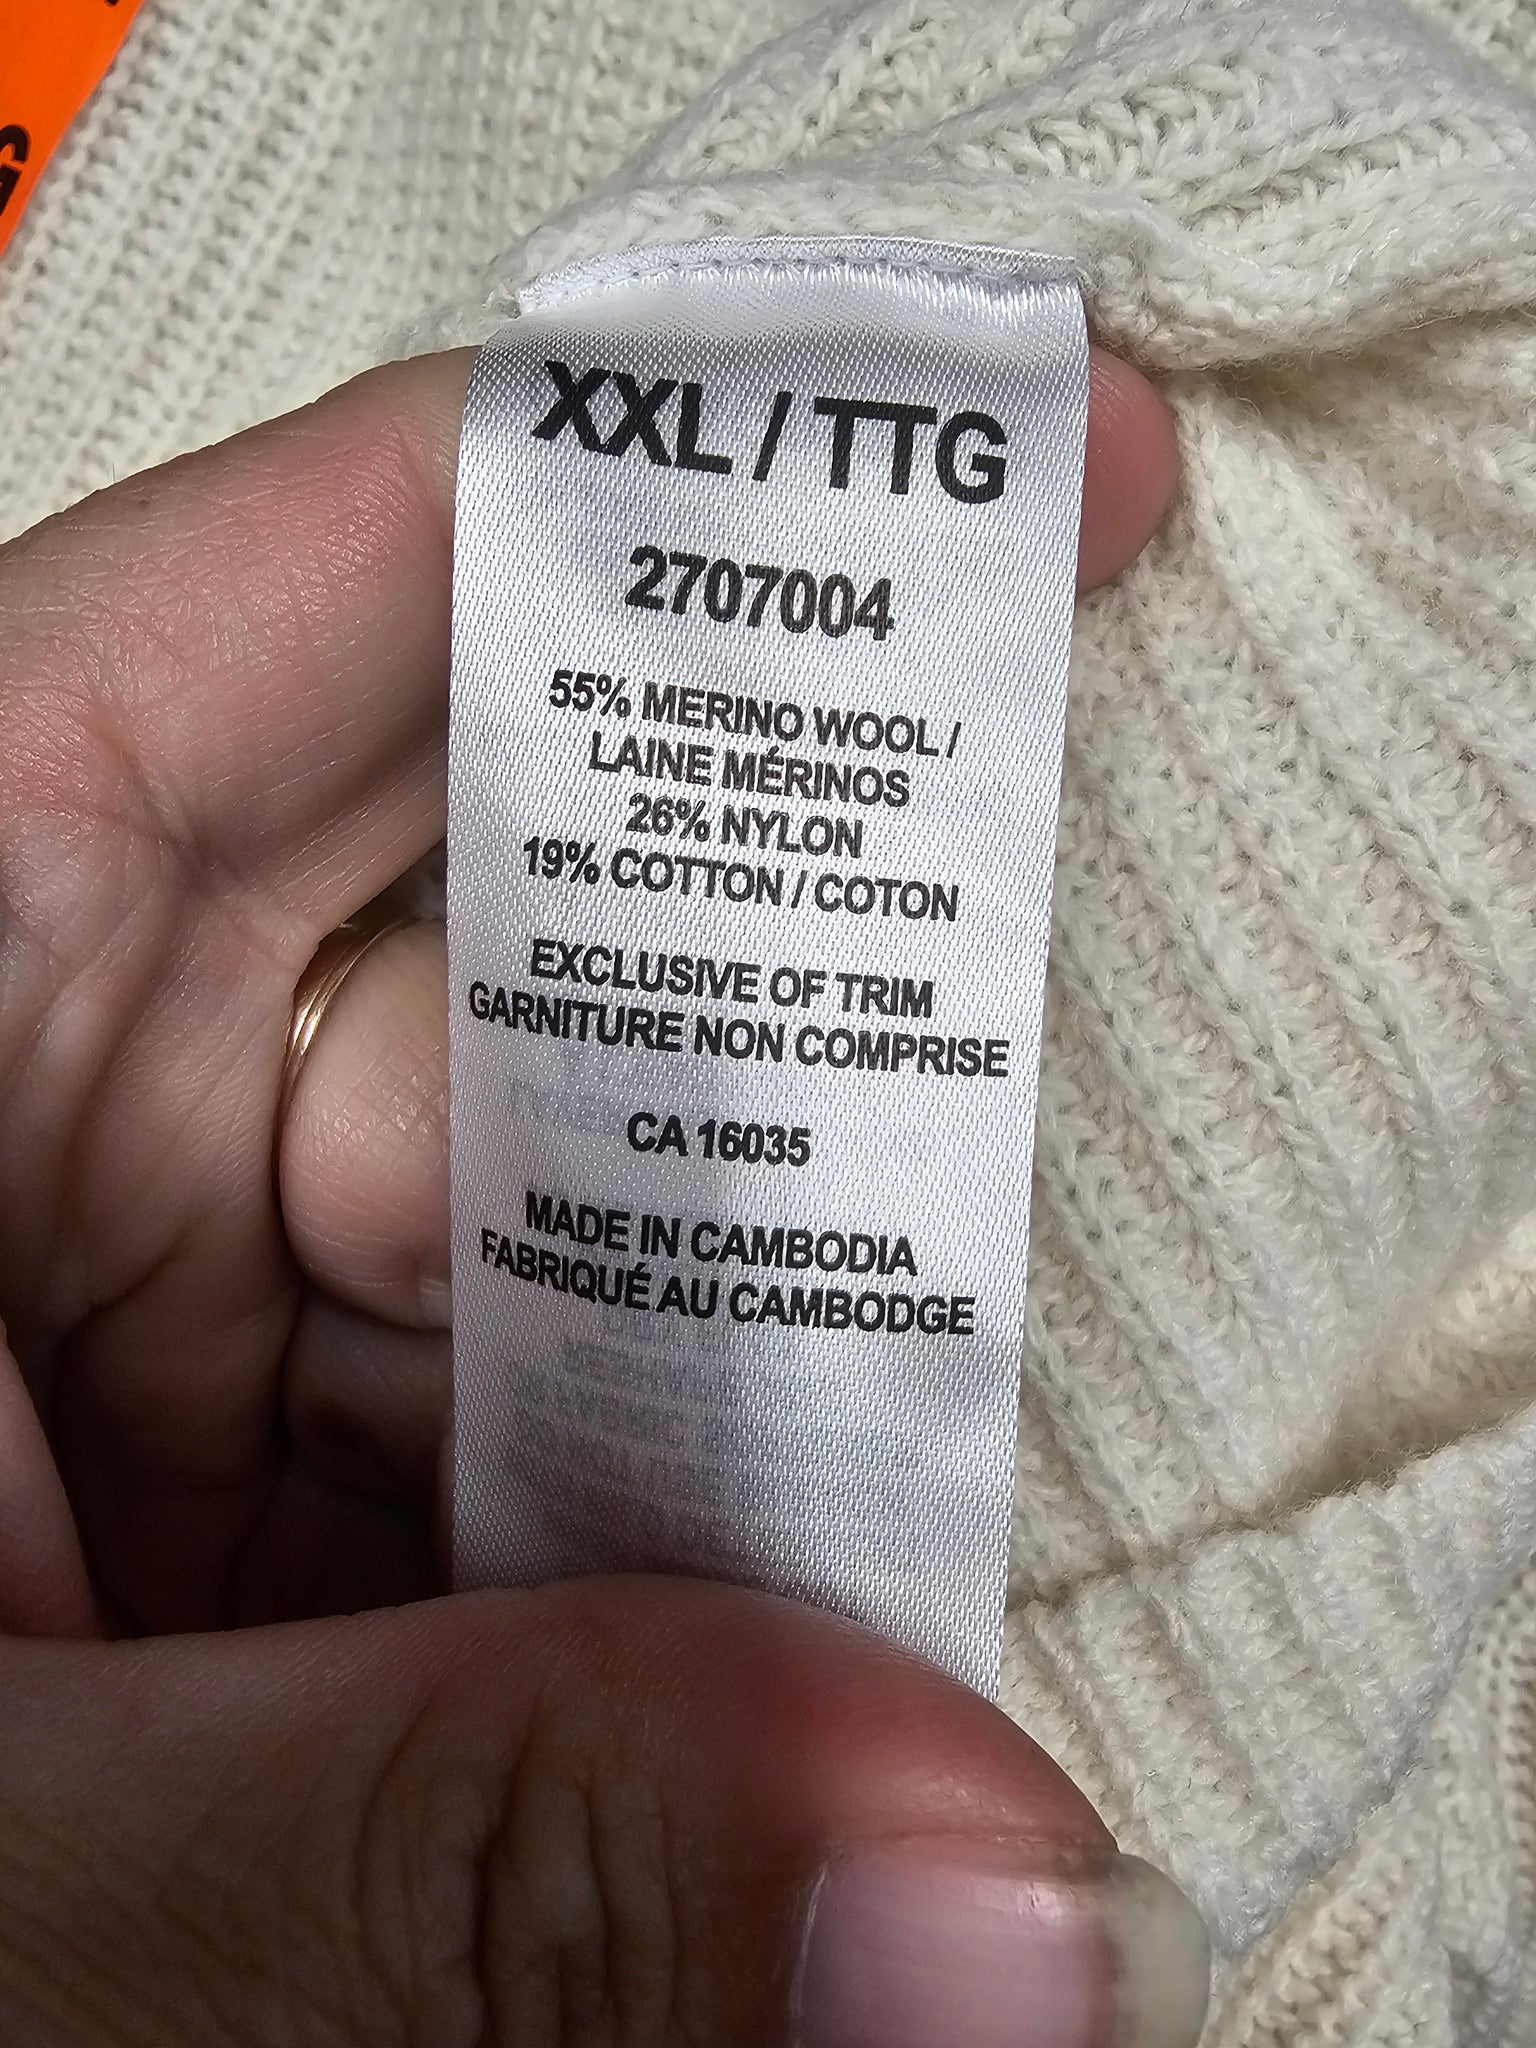 G
XXL / TTG
2707004
55% MERINO WOOL /
LAINE MÉRINOS
26% NYLON
19% COTTON / COTON
EXCLUSIVE OF TRIM
GARNITURE NON COMPRISE
CA 16035
MADE IN CAMBODIA
FABRIQUÉ AU CAMBODGE